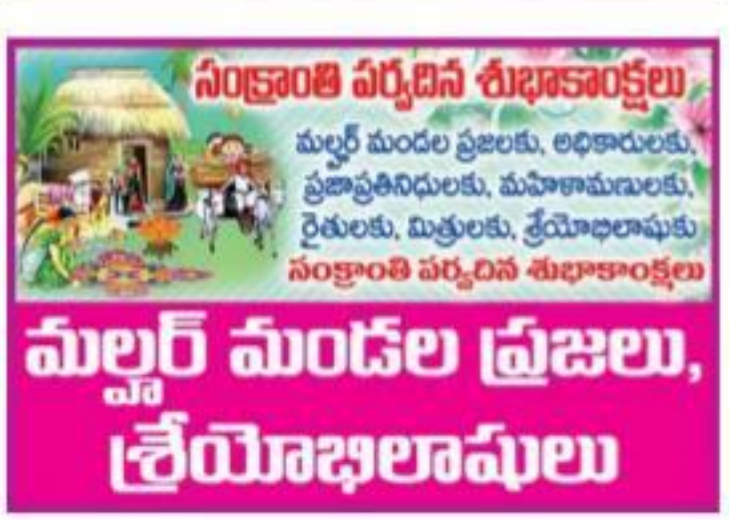 సంక్రాంతి పర్వదిన శుభాకాంక్షలు
మల్హర్ మండల ప్రజలకు, అధికారులకు,
ప్రజాప్రతినిధులకు, మహిళామణులకు,
రైతులకు, మిత్రులకు, శ్రేయోభిలాషుకు
సంక్రాంతి పర్వదిన శుభాకాంక్షలు
మల్హర్ మండల ప్రజలు,
శ్రేయోభిలాషులు